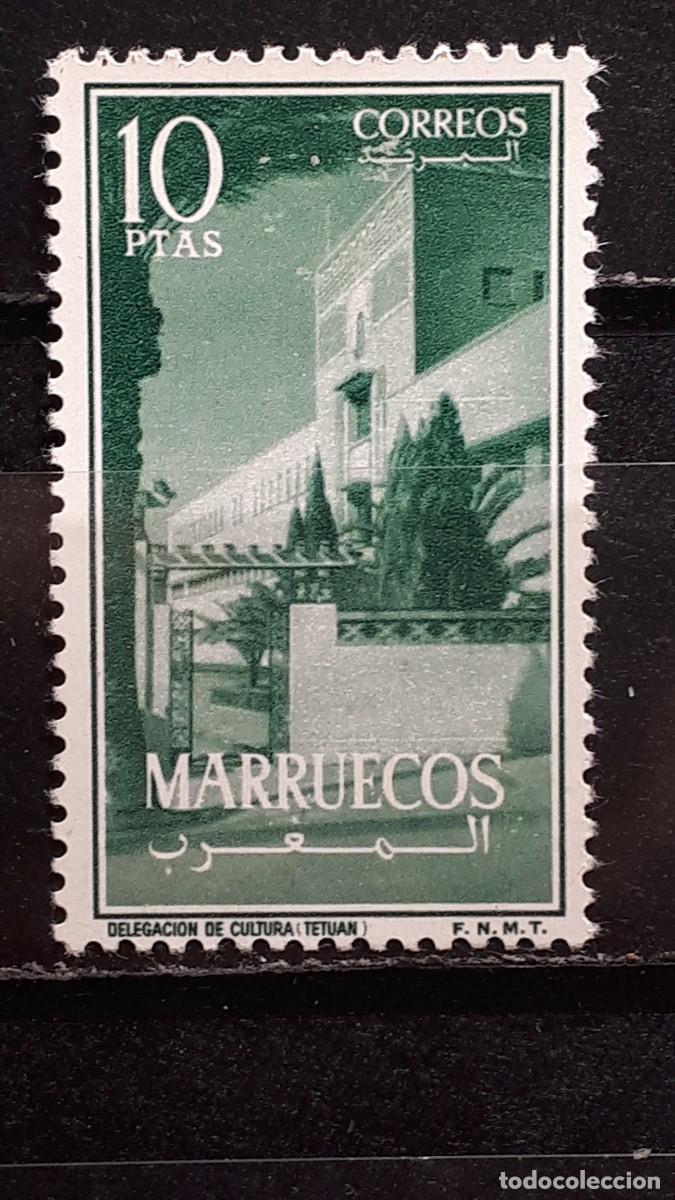 10
PTAS
CORREOS
البريد
MARRUECOS
المغرب
DELEGACION DE CULTURA (TETUAN)
F. N. M. T.
todocoleccion